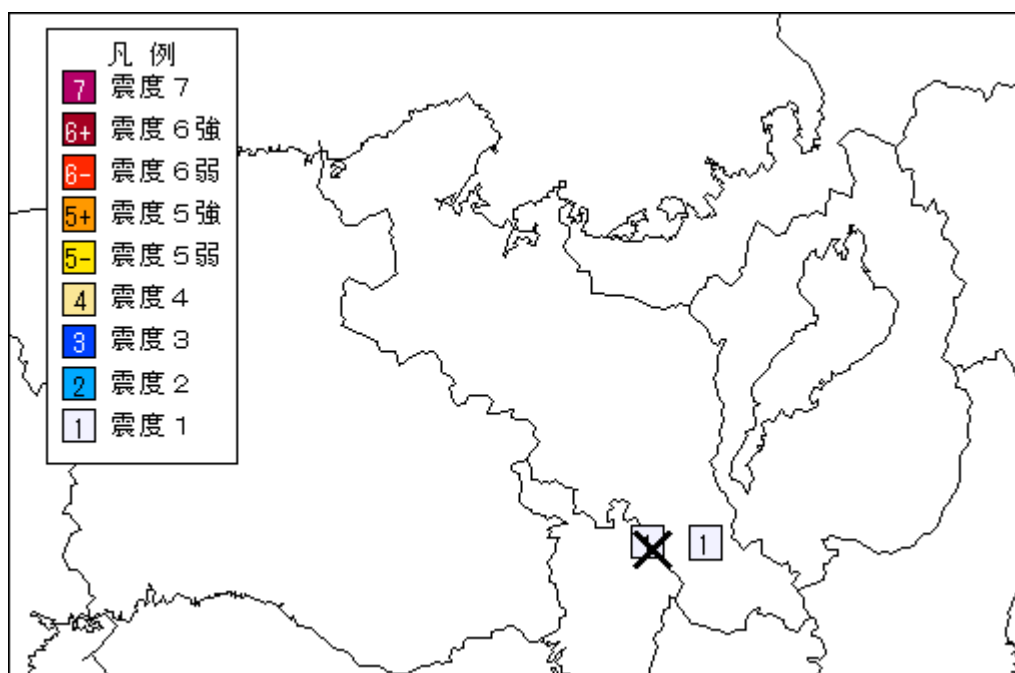 凡 例
7 震度７
6+ 震度６強
6- 震度６弱
5+ 震度５強
5- 震度５弱
4 震度４
3 震度３
2 震度２
1 震度１
1 1